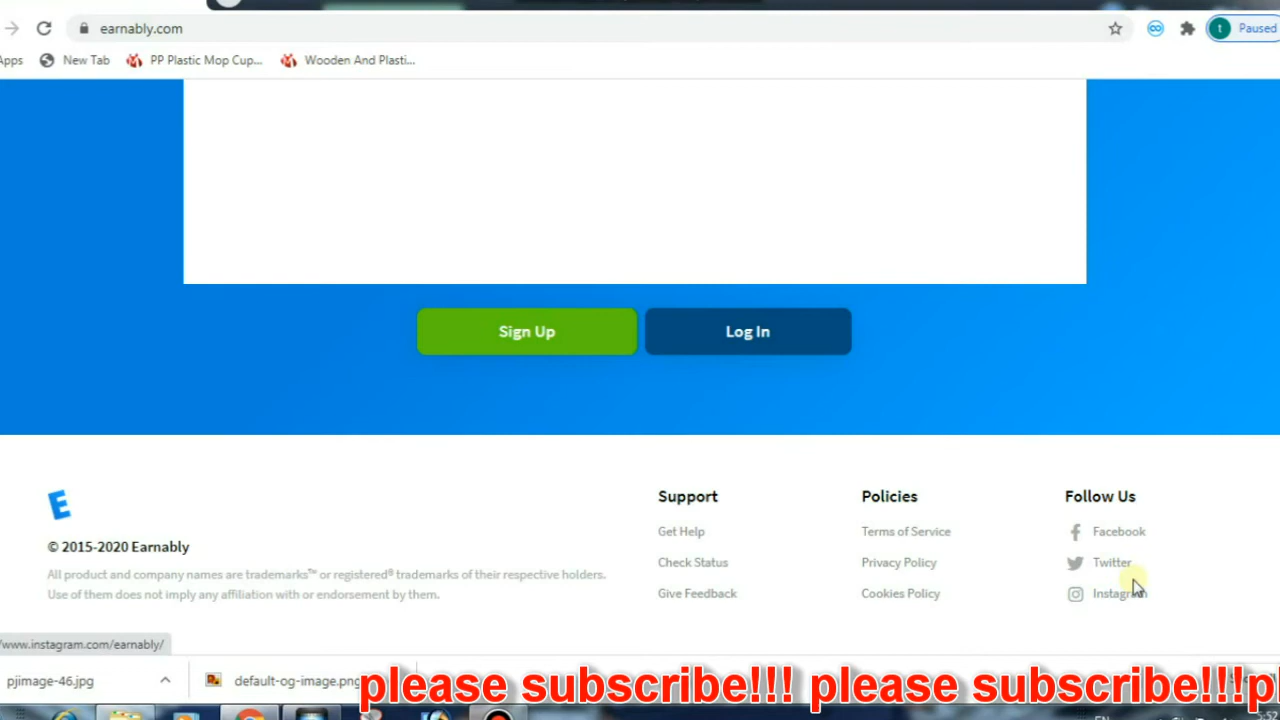 earnably.com
t
Paused
Apps
New Tab
PP Plastic Mop Cup...
Wooden And Plasti...
Sign Up
Log In
E
© 2015-2020 Earnably
All product and company names are trademarks™ or registered® trademarks of their respective holders.
Use of them does not imply any affiliation with or endorsement by them.
Support
Get Help
Check Status
Give Feedback
Policies
Terms of Service
Privacy Policy
Cookies Policy
Follow Us
Facebook
Twitter
Instagram
/www.instagram.com/earnably/
pjimage-46.jpg
default-og-image.png
please subscribe!!! please subscribe!!!pl
EN